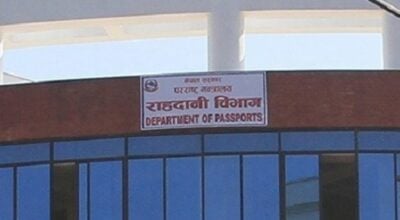 नेपाल सरकार
परराष्ट्र मन्त्रालय
राहदानी विभाग
DEPARTMENT OF PASSPORTS